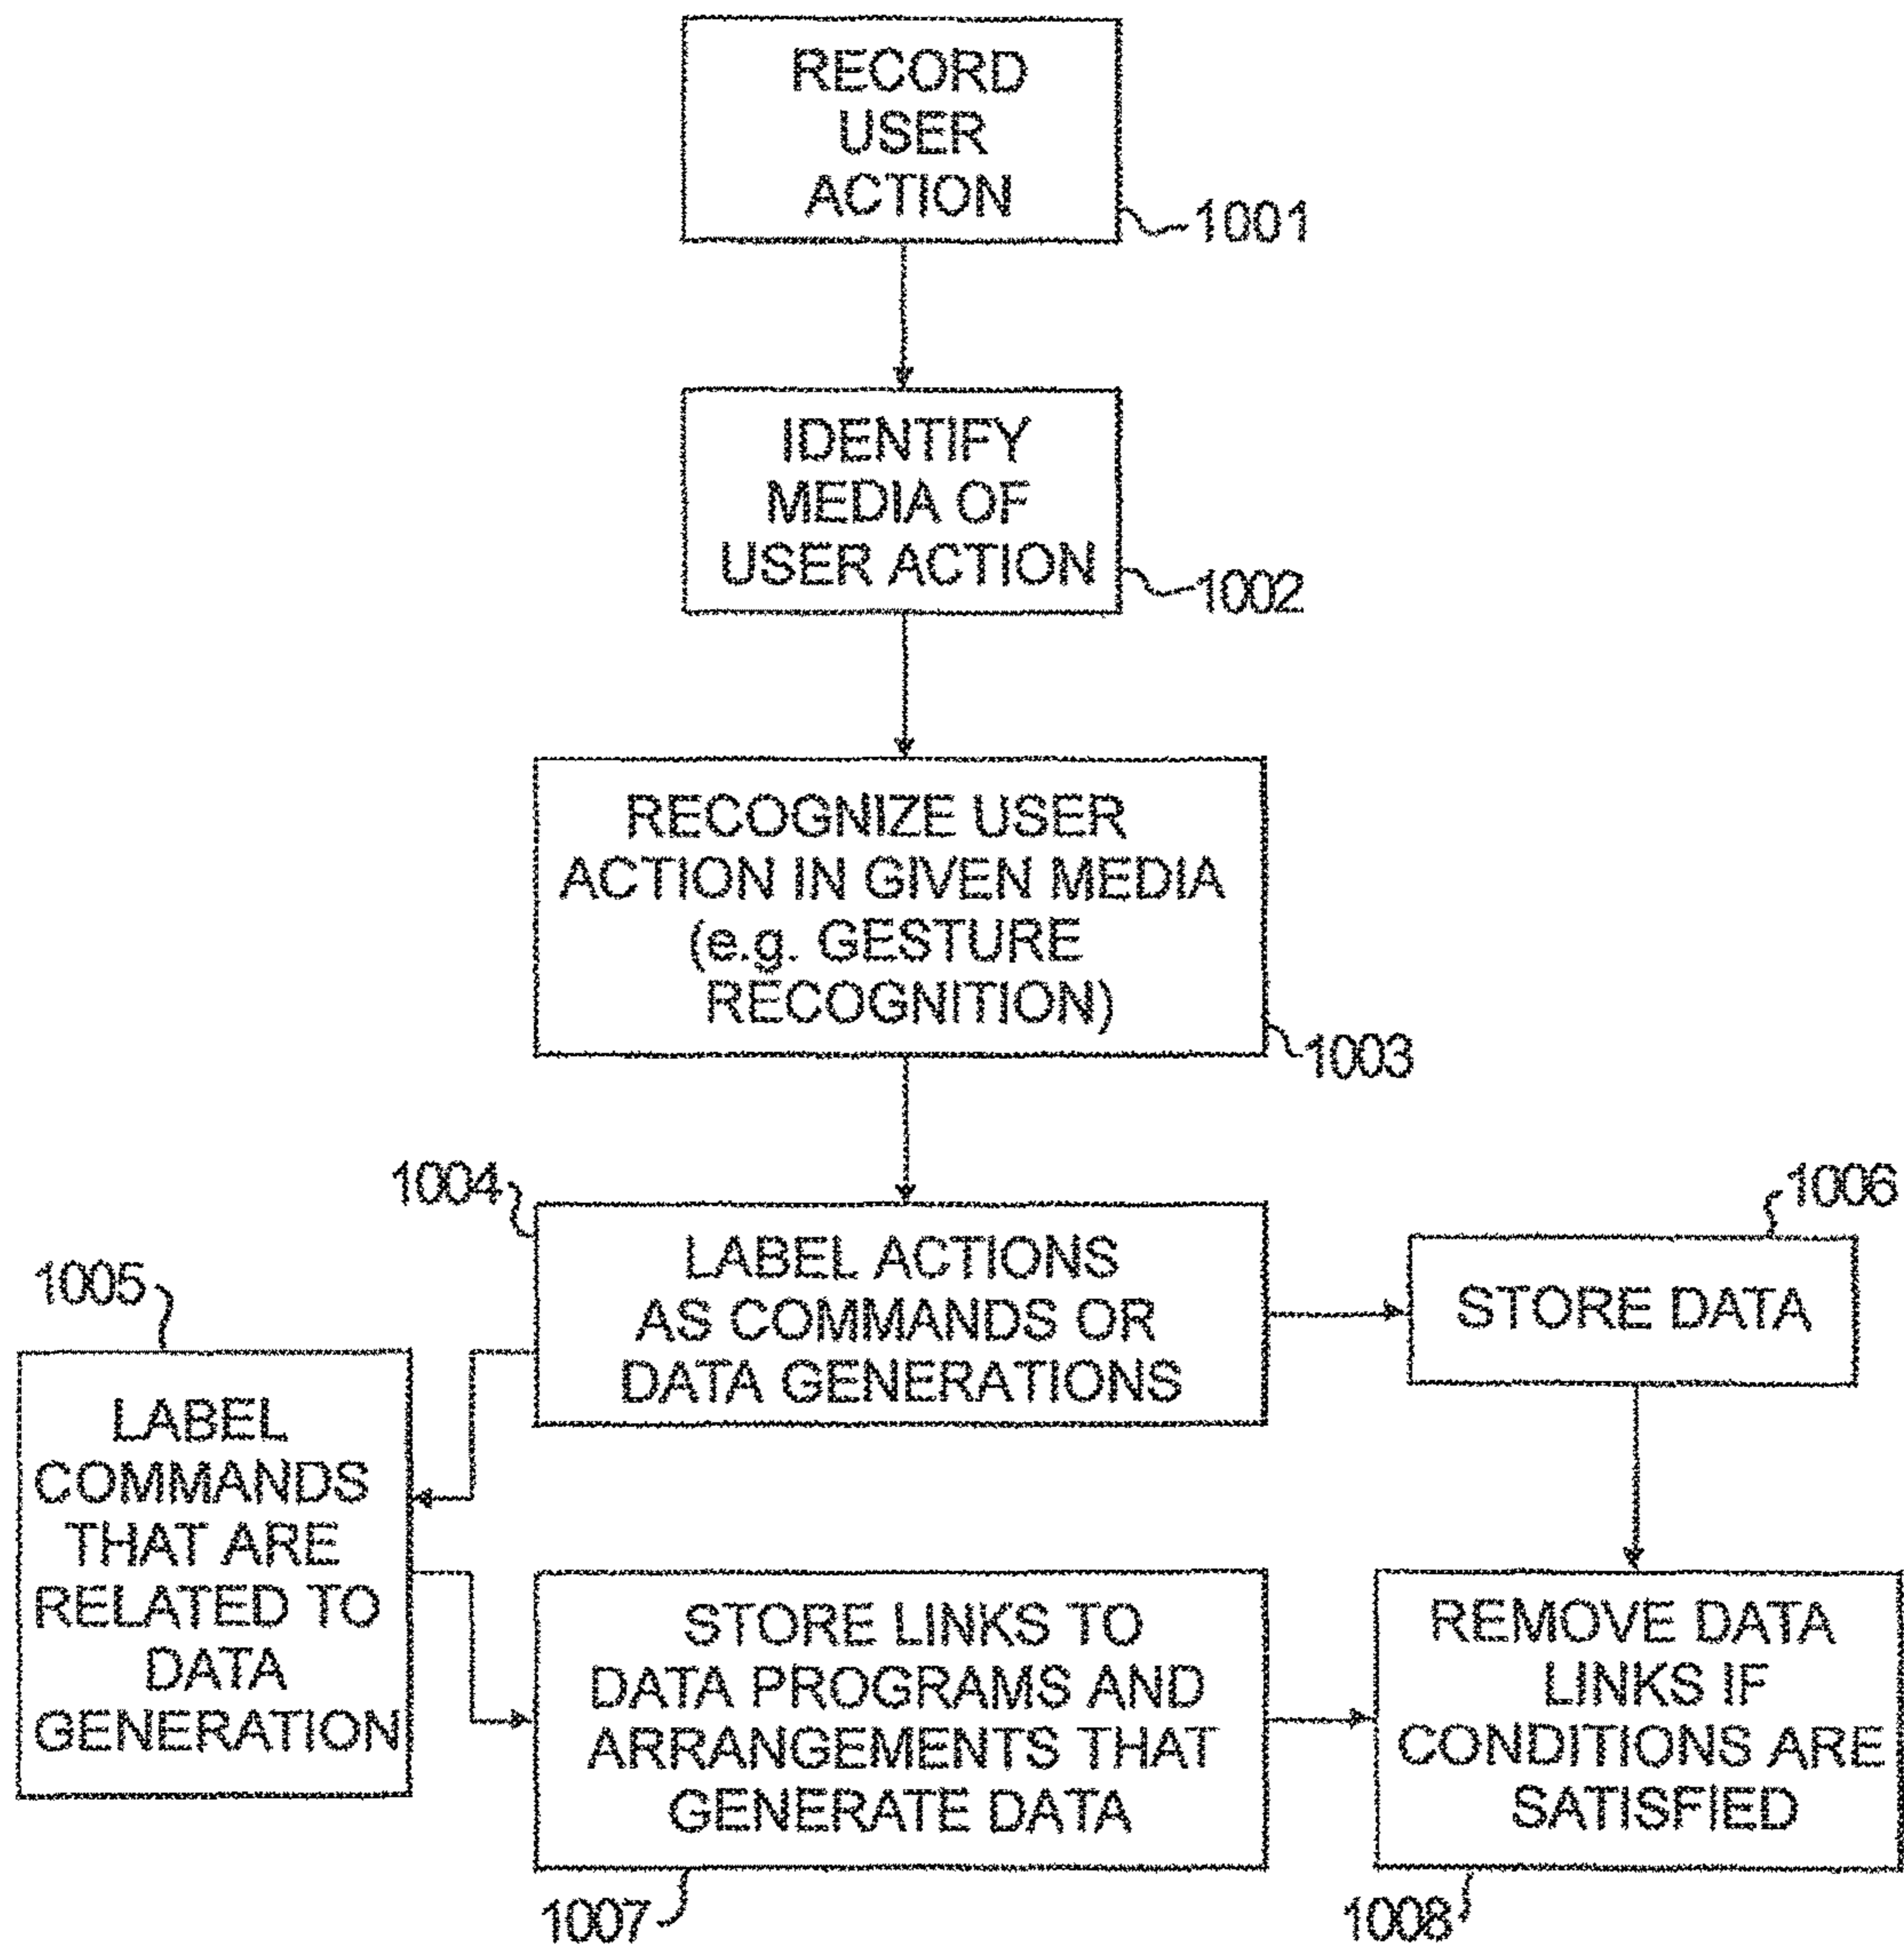 RECORD
USER
ACTION
1001
IDENTIFY
MEDIA OF
USER ACTION
1002
RECOGNIZE USER
ACTION IN GIVEN MEDIA
(e.g. GESTURE
RECOGNITION)
1003
1004
LABEL ACTIONS
AS COMMANDS OR
DATA GENERATIONS
1006
STORE DATA
1005
LABEL
COMMANDS
THAT ARE
RELATED TO
DATA
GENERATION
STORE LINKS TO
DATA PROGRAMS AND
ARRANGEMENTS THAT
GENERATE DATA
1007
REMOVE DATA
LINKS IF
CONDITIONS ARE
SATISFIED
1008